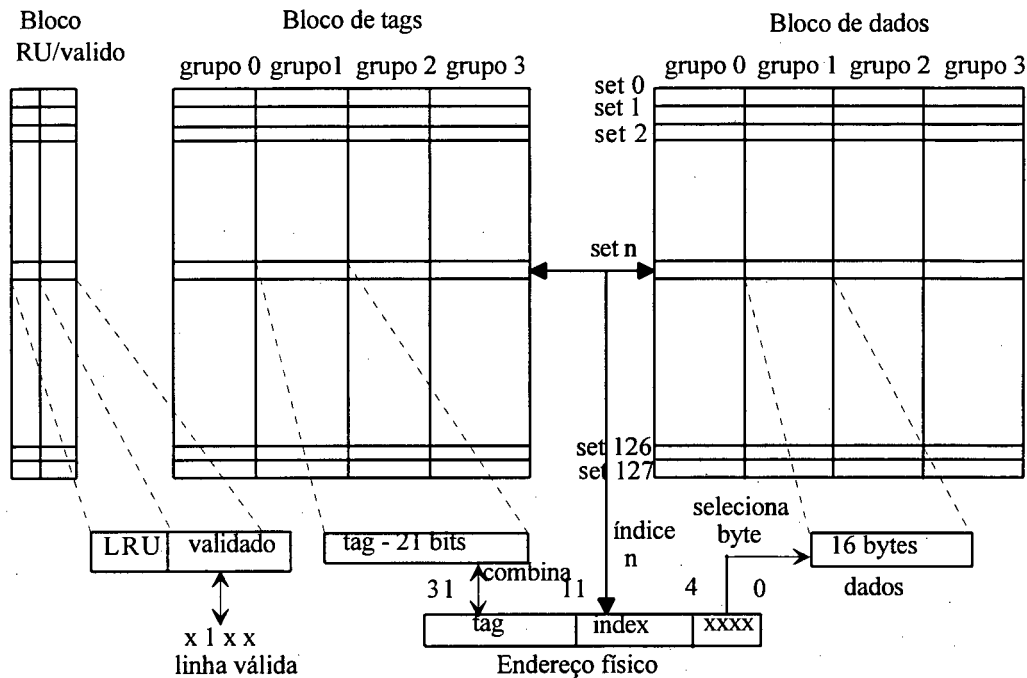 Bloco
RU/valido
Bloco de tags
Bloco de dados
grupo 0 grupo1 grupo 2 grupo 3
grupo 0 grupo 1 grupo 2 grupo 3
set 0
set 1
set 2
set n
set 126
set 127
LRU validado
tag - 21 bits
índice
n
seleciona
byte
16 bytes
dados
combina
31 11 4 0
tag index xxxx
Endereço físico
x 1 x x
linha válida